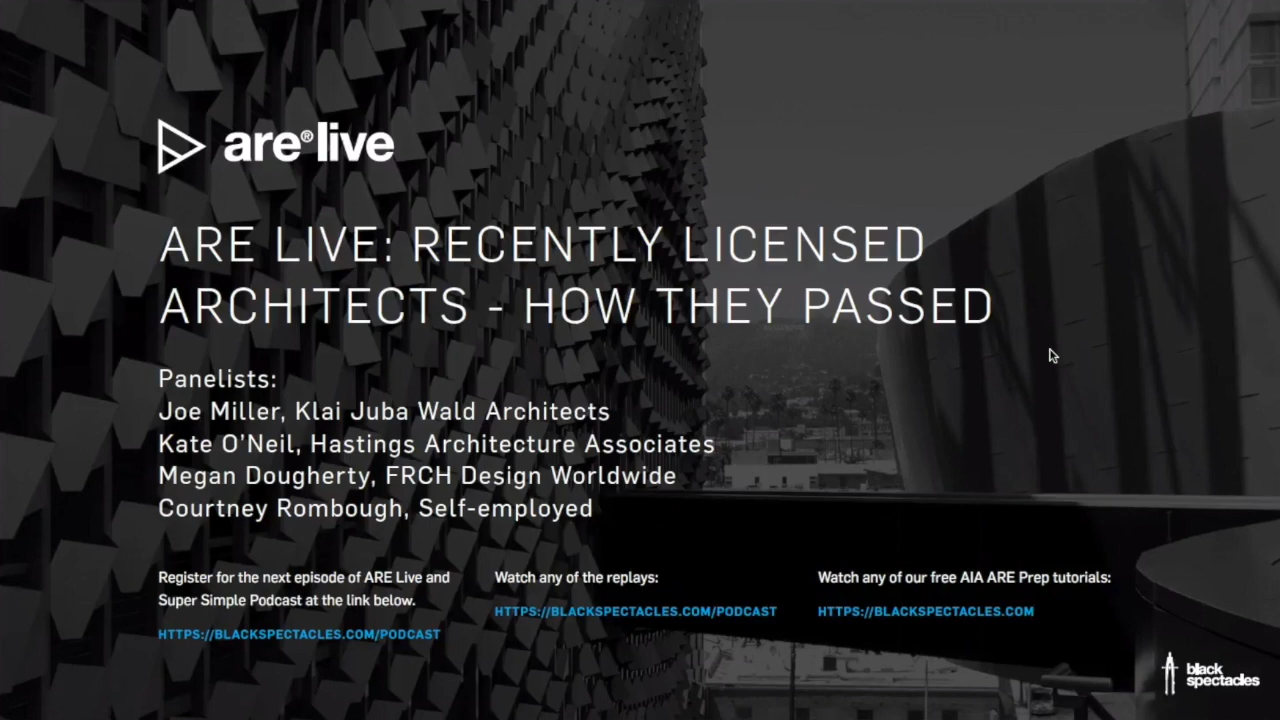 are® live
ARE LIVE: RECENTLY LICENSED
ARCHITECTS - HOW THEY PASSED
Panelists:
Joe Miller, Klai Juba Wald Architects
Kate O'Neil, Hastings Architecture Associates
Megan Dougherty, FRCH Design Worldwide
Courtney Rombough, Self-employed
Register for the next episode of ARE Live and
Super Simple Podcast at the link below.
HTTPS://BLACKSPECTACLES.COM/PODCAST
Watch any of the replays:
HTTPS://BLACKSPECTACLES.COM/PODCAST
Watch any of our free AIA ARE Prep tutorials:
HTTPS://BLACKSPECTACLES.COM
black
spectacles